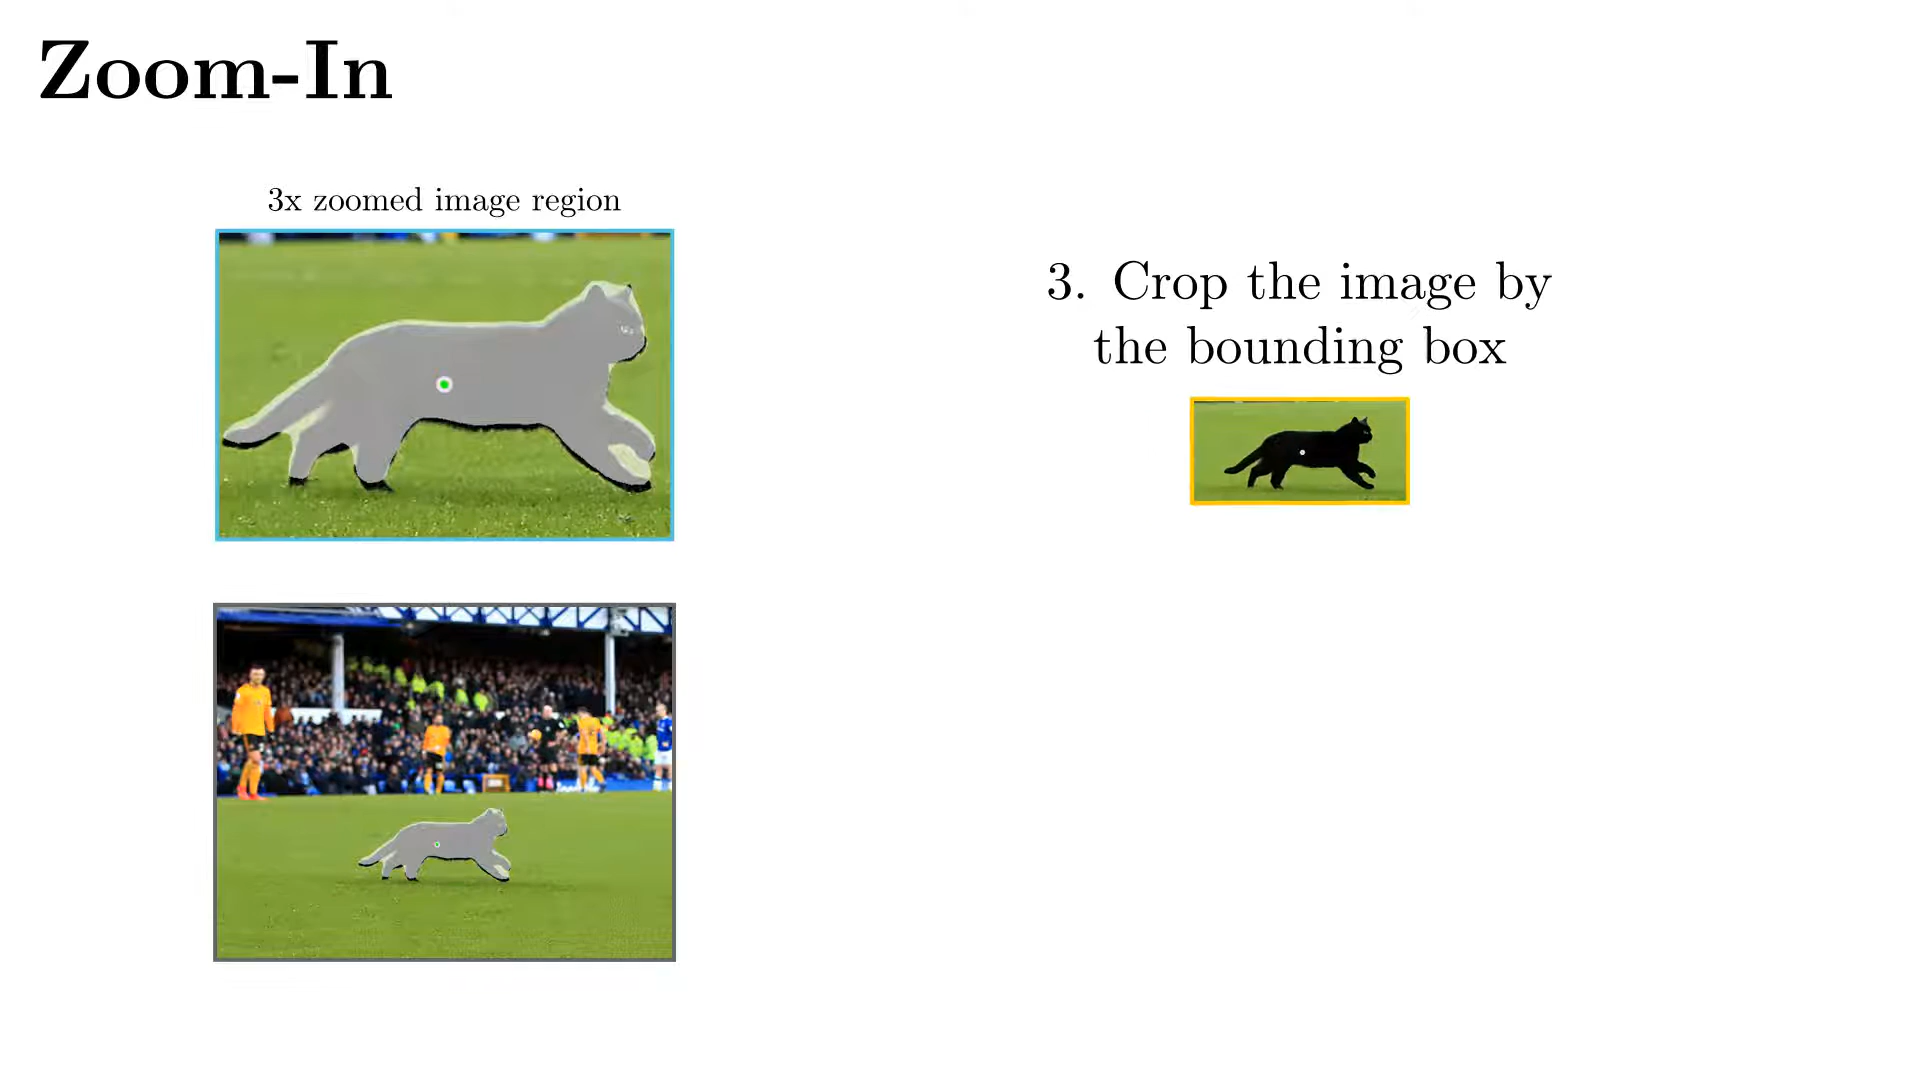 Zoom-In
3x zoomed image region
3. Crop the image by
the bounding box